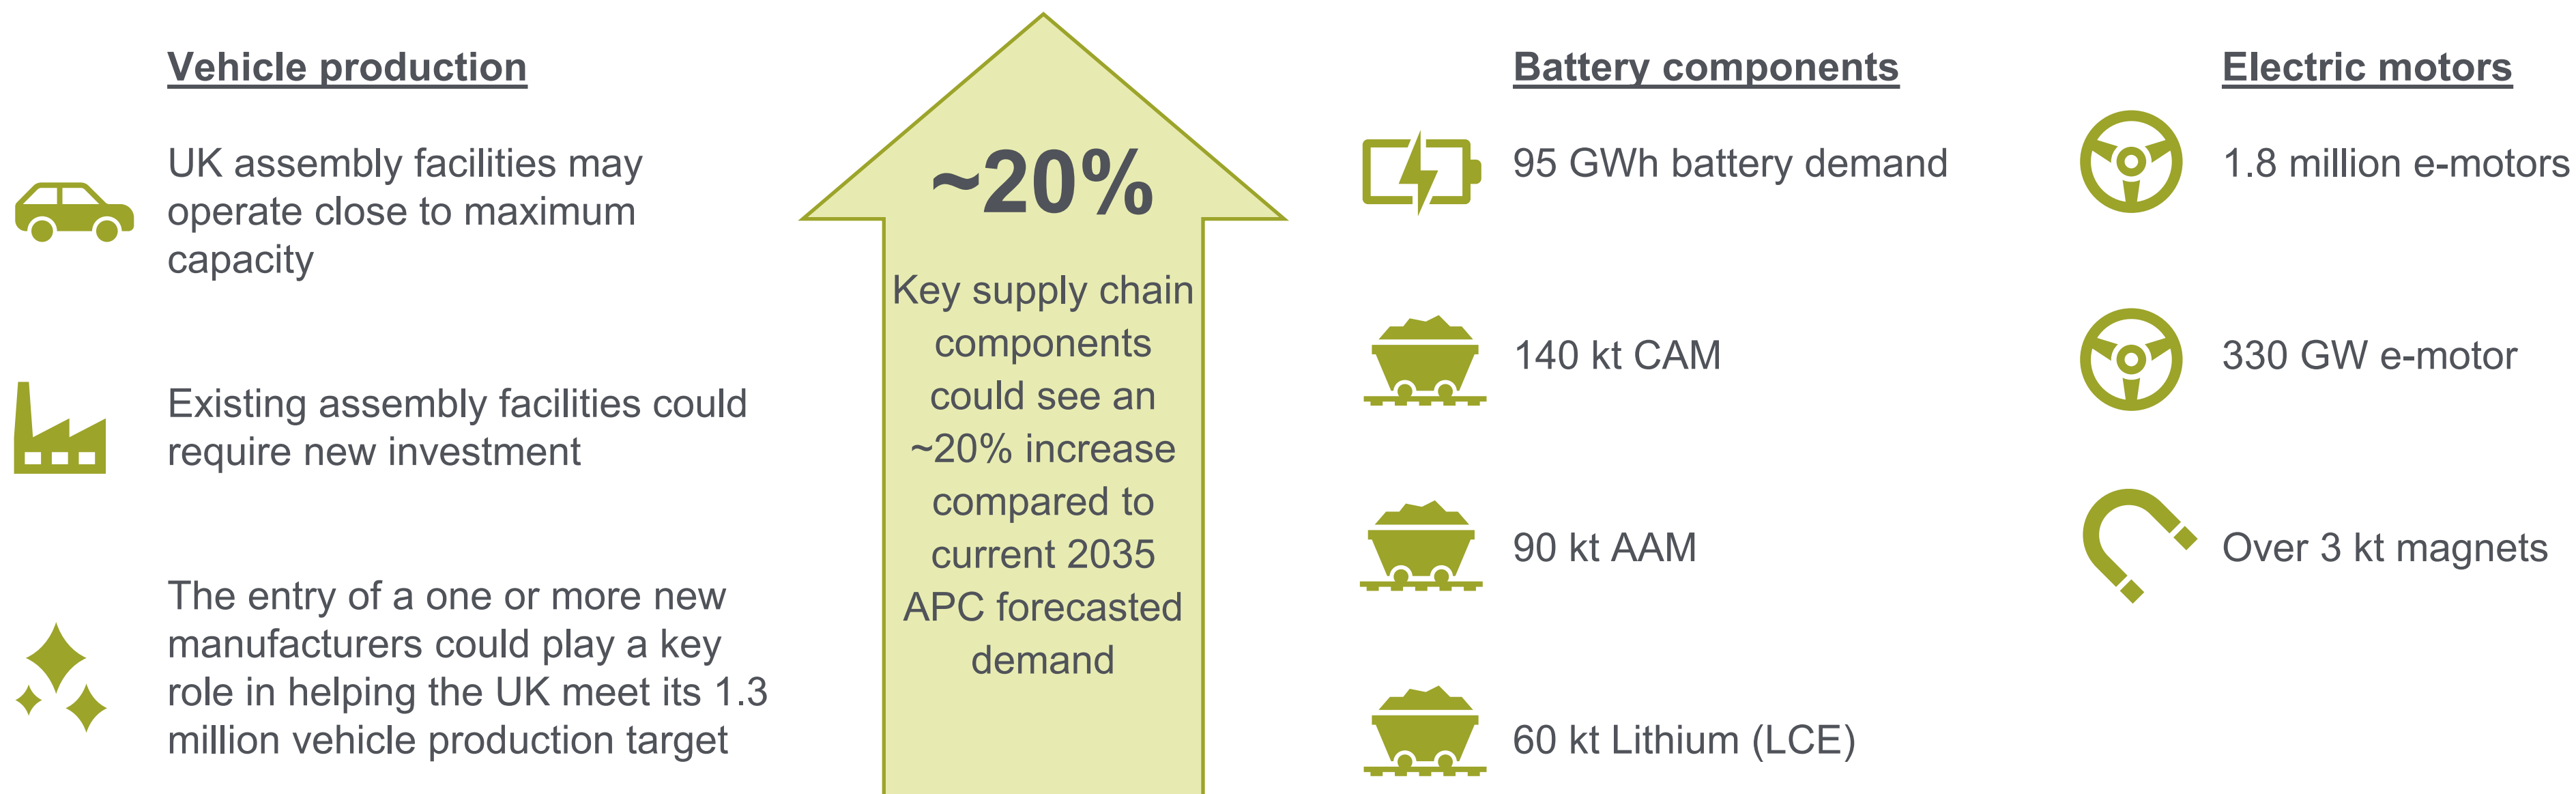 Vehicle production
UK assembly facilities may
operate close to maximum
capacity
Existing assembly facilities could
require new investment
The entry of a one or more new
manufacturers could play a key
role in helping the UK meet its 1.3
million vehicle production target
~20%
Key supply chain
components
could see an
~20% increase
compared to
current 2035
APC forecasted
demand
Battery components
95 GWh battery demand
140 kt CAM
90 kt AAM
60 kt Lithium (LCE)
Electric motors
1.8 million e-motors
330 GW e-motor
Over 3 kt magnets